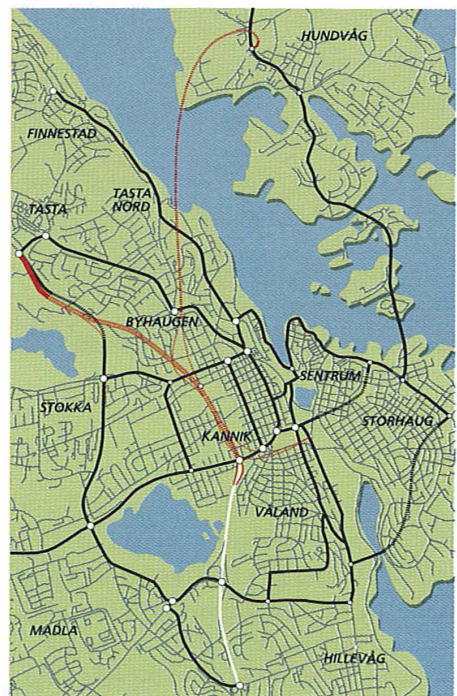 HUNDVÅG
FINNESTAD
TASTA
NORD
TASTA
BYHAUGEN
SENTRUM
STOKKA
STORHAUG
KANNIK
VÅLAND
MADLA
HILLEVÅG